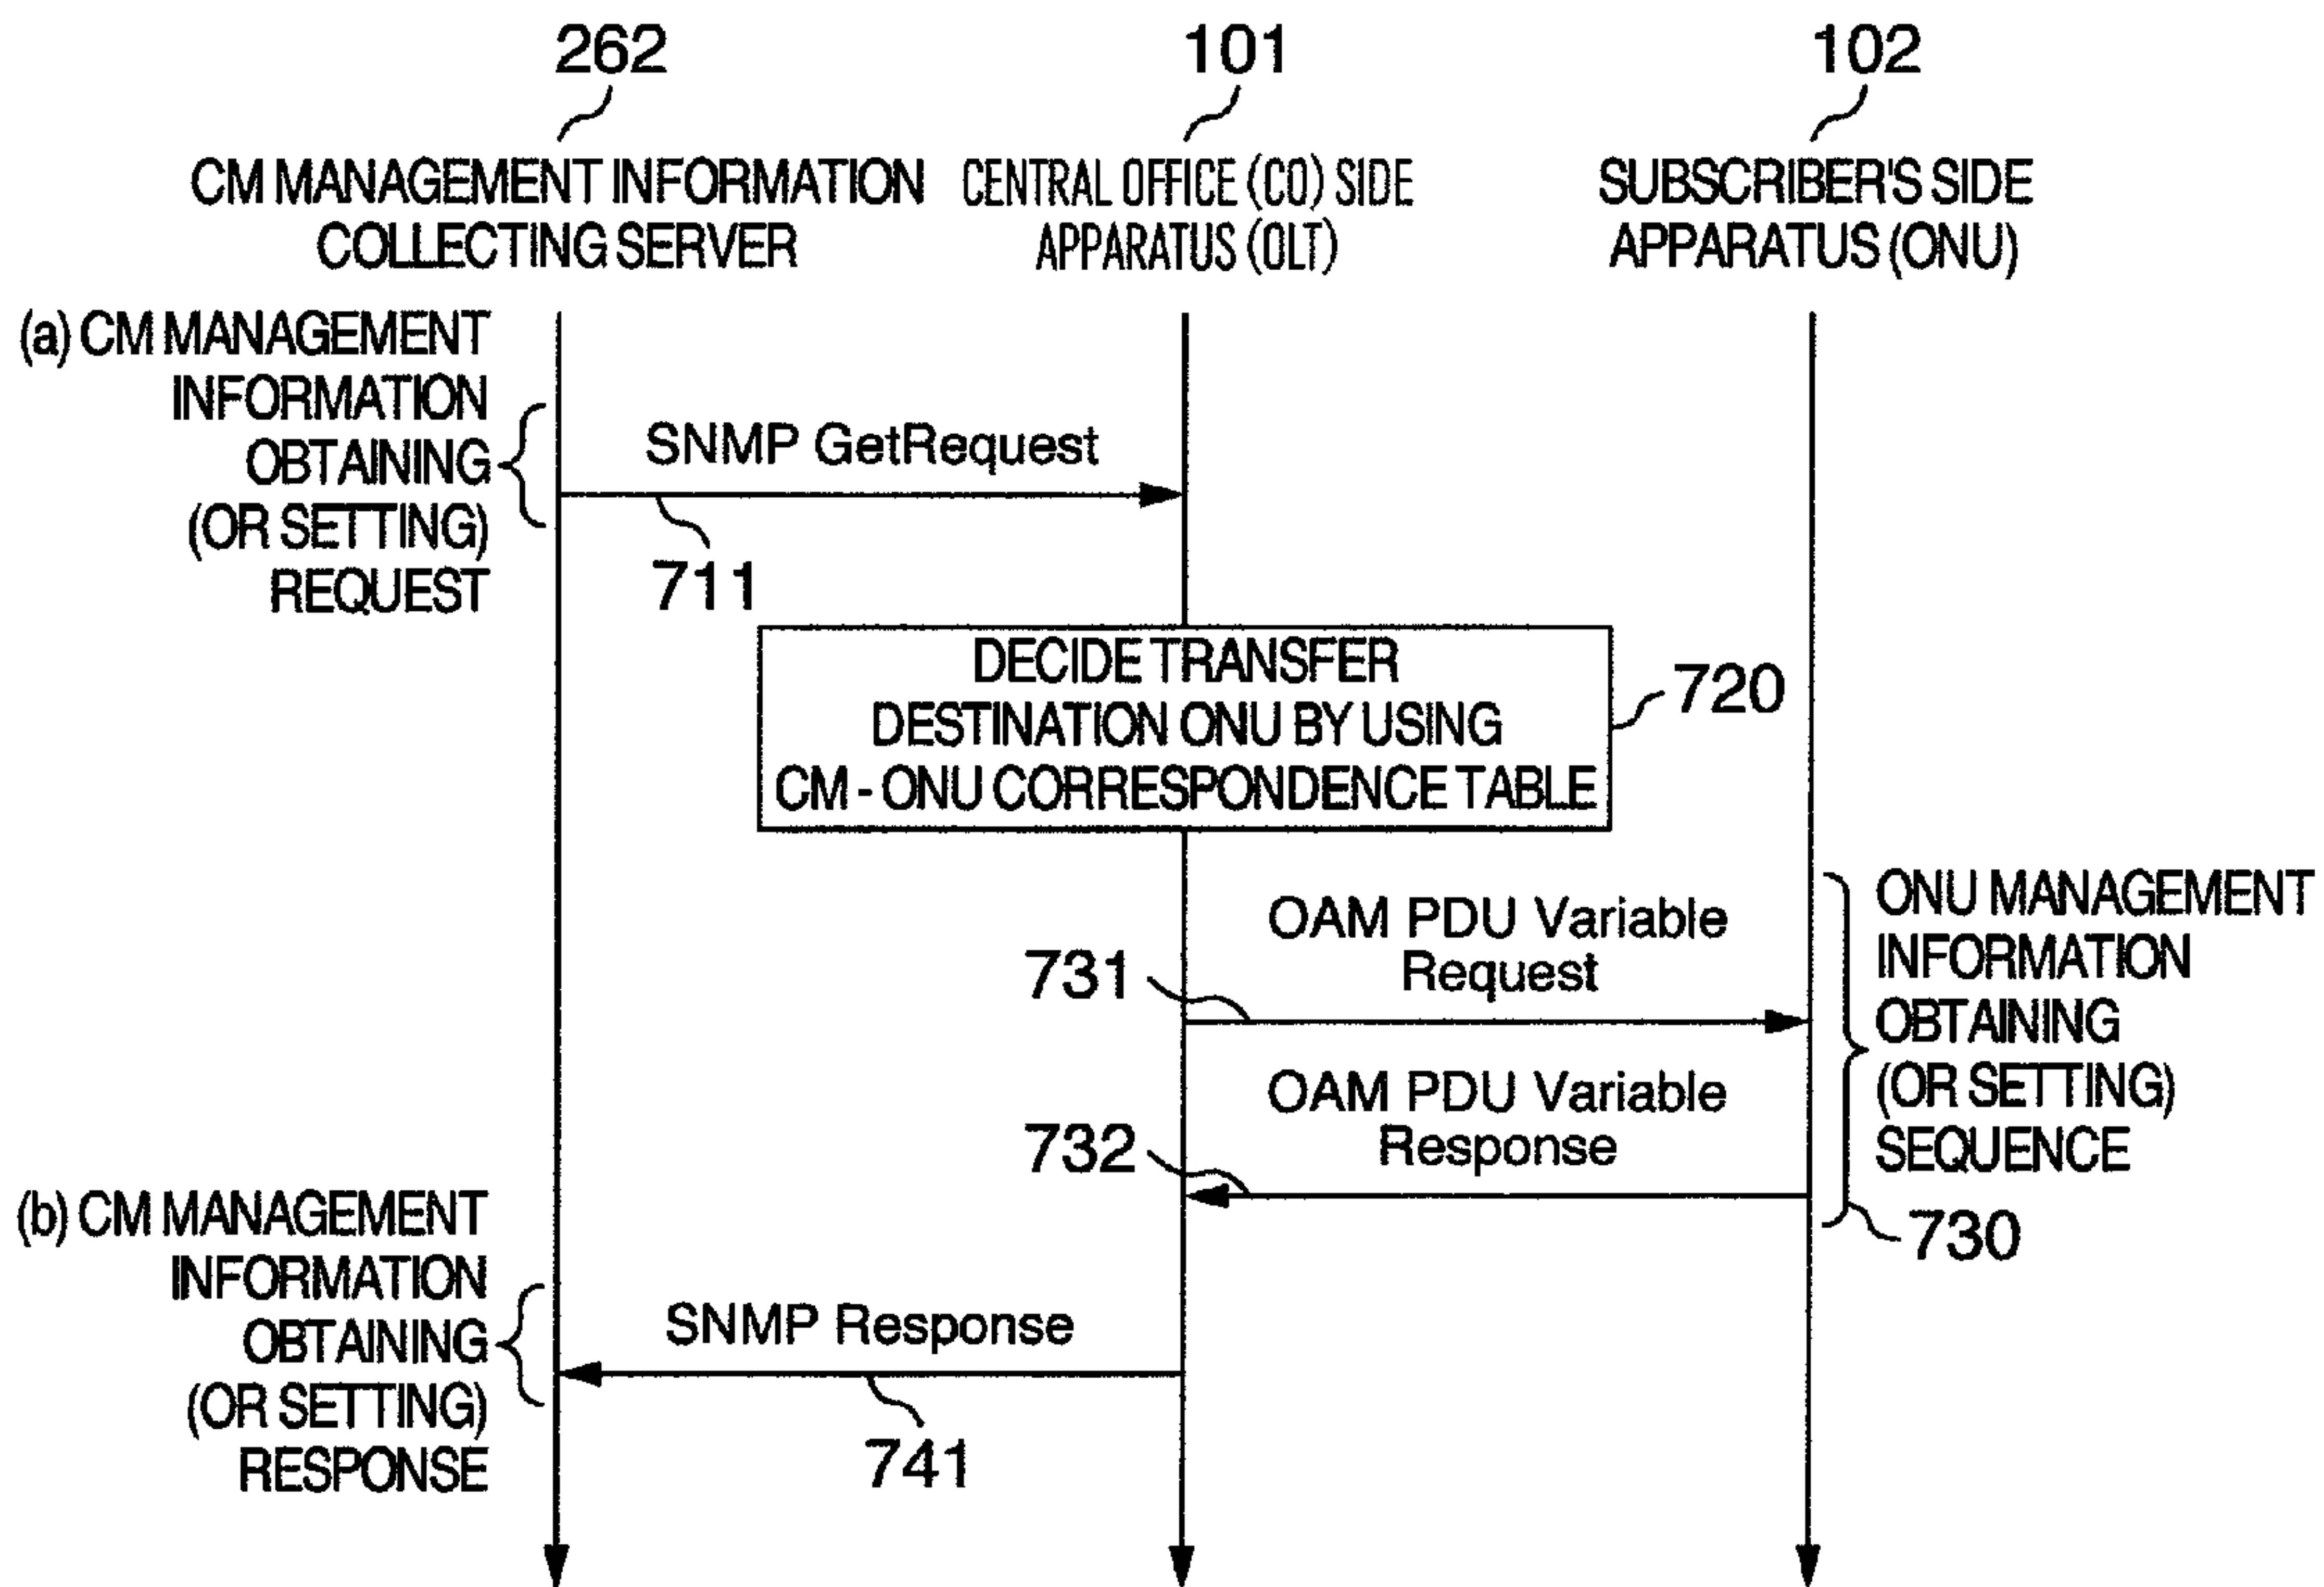 262
101
102
CM MANAGEMENT INFORMATION
COLLECTING SERVER
CENTRAL OFFICE (CO) SIDE
APPARATUS (OLT)
SUBSCRIBER'S SIDE
APPARATUS (ONU)
(a) CM MANAGEMENT
INFORMATION
OBTAINING
(OR SETTING)
REQUEST
SNMP GetRequest
711
DECIDE TRANSFER
DESTINATION ONU BY USING
CM - ONU CORRESPONDENCE TABLE
720
OAM PDU Variable
Request
731
OAM PDU Variable
Response
732
ONU MANAGEMENT
INFORMATION
OBTAINING
(OR SETTING)
SEQUENCE
730
(b) CM MANAGEMENT
INFORMATION
OBTAINING
(OR SETTING)
RESPONSE
SNMP Response
741